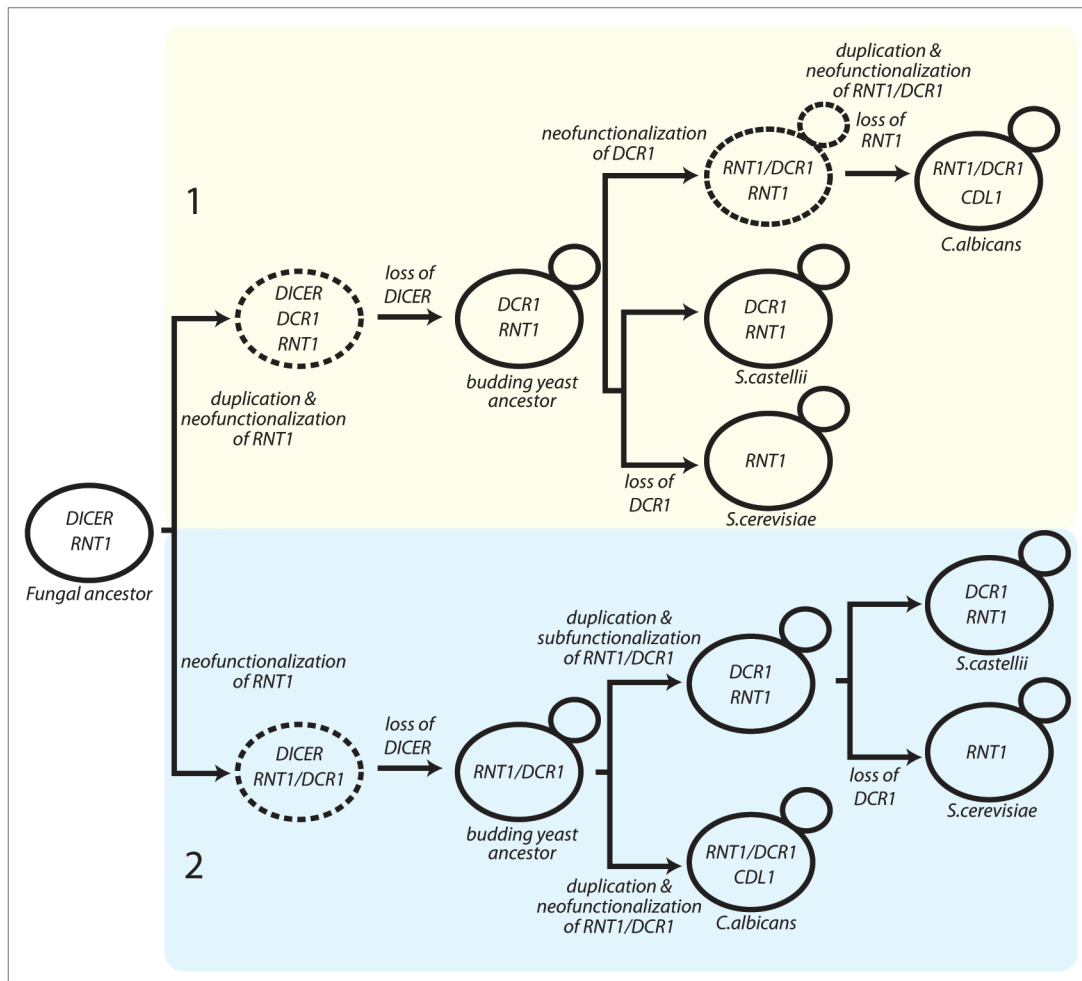 duplication &
neofunctionalization
of RNT1/DCR1
loss of
RNT1
neofunctionalization
of DCR1
RNT1/DCR1
RNT1
RNT1/DCR1
CDL1
C.albicans
1
DICER
DCR1
RNT1
loss of
DICER
DCR1
RNT1
budding yeast
ancestor
DCR1
RNT1
S.castellii
duplication &
neofunctionalization
of RNT1
RNT1
loss of
DCR1
S.cerevisiae
DICER
RNT1
Fungal ancestor
neofunctionalization
of RNT1
DICER
RNT1/DCR1
loss of
DICER
RNT1/DCR1
budding yeast
ancestor
duplication &
subfunctionalization
of RNT1/DCR1
DCR1
RNT1
DCR1
RNT1
S.castellii
RNT1
loss of
DCR1
S.cerevisiae
RNT1/DCR1
CDL1
C.albicans
duplication &
neofunctionalization
of RNT1/DCR1
2